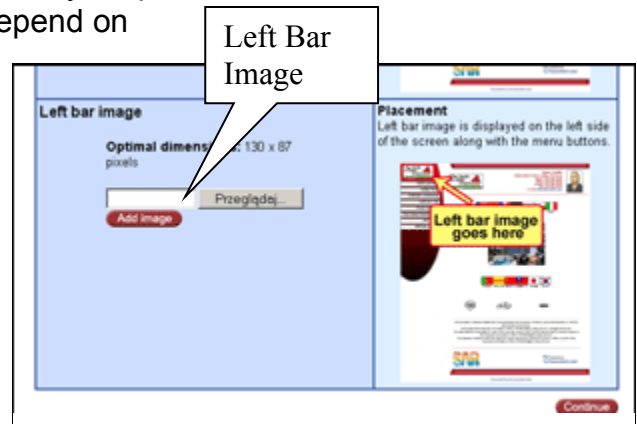 epend on
Left Bar
Image
Left bar image
Optimal dimens 130 x 87
pixels
Przeglądaj...
Add image
Placement
Left bar image is displayed on the left side
of the screen along with the menu buttons.
Left bar image
goes here
SAR
Continue